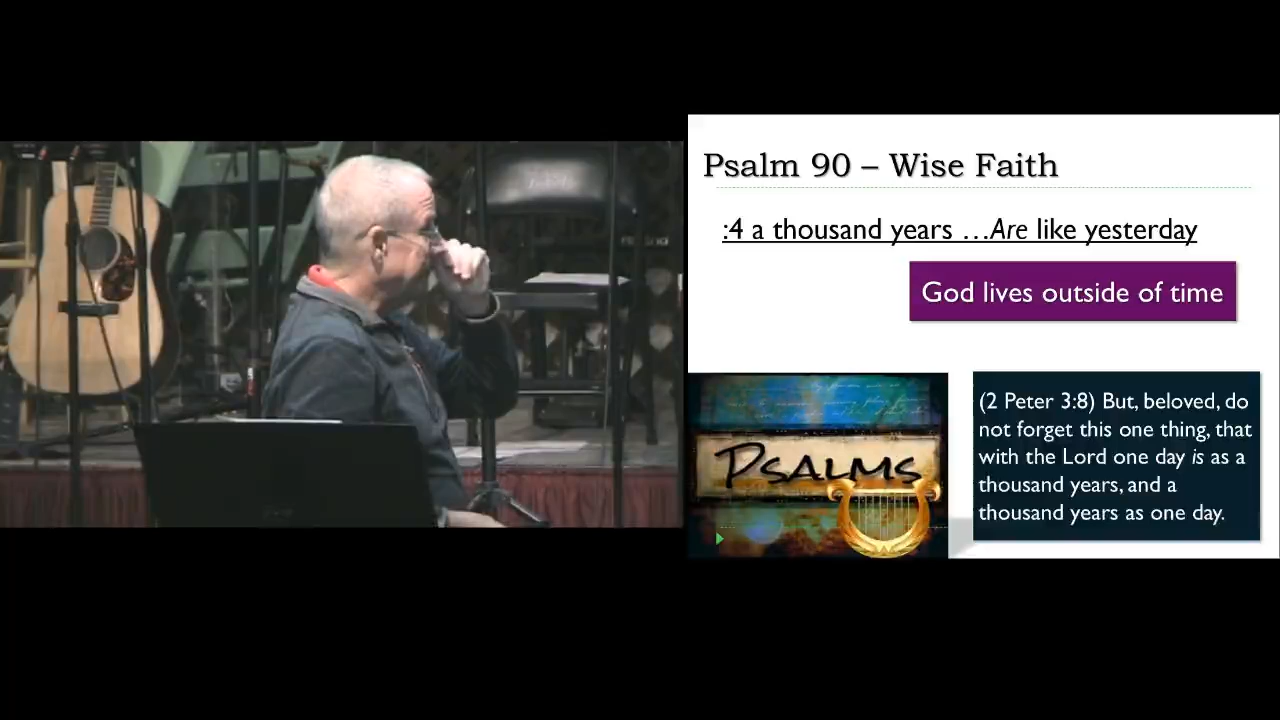 Psalm 90 – Wise Faith
:4 a thousand years …Are like yesterday
God lives outside of time
PSALMS
(2 Peter 3:8) But, beloved, do
not forget this one thing, that
with the Lord one day is as a
thousand years, and a
thousand years as one day.